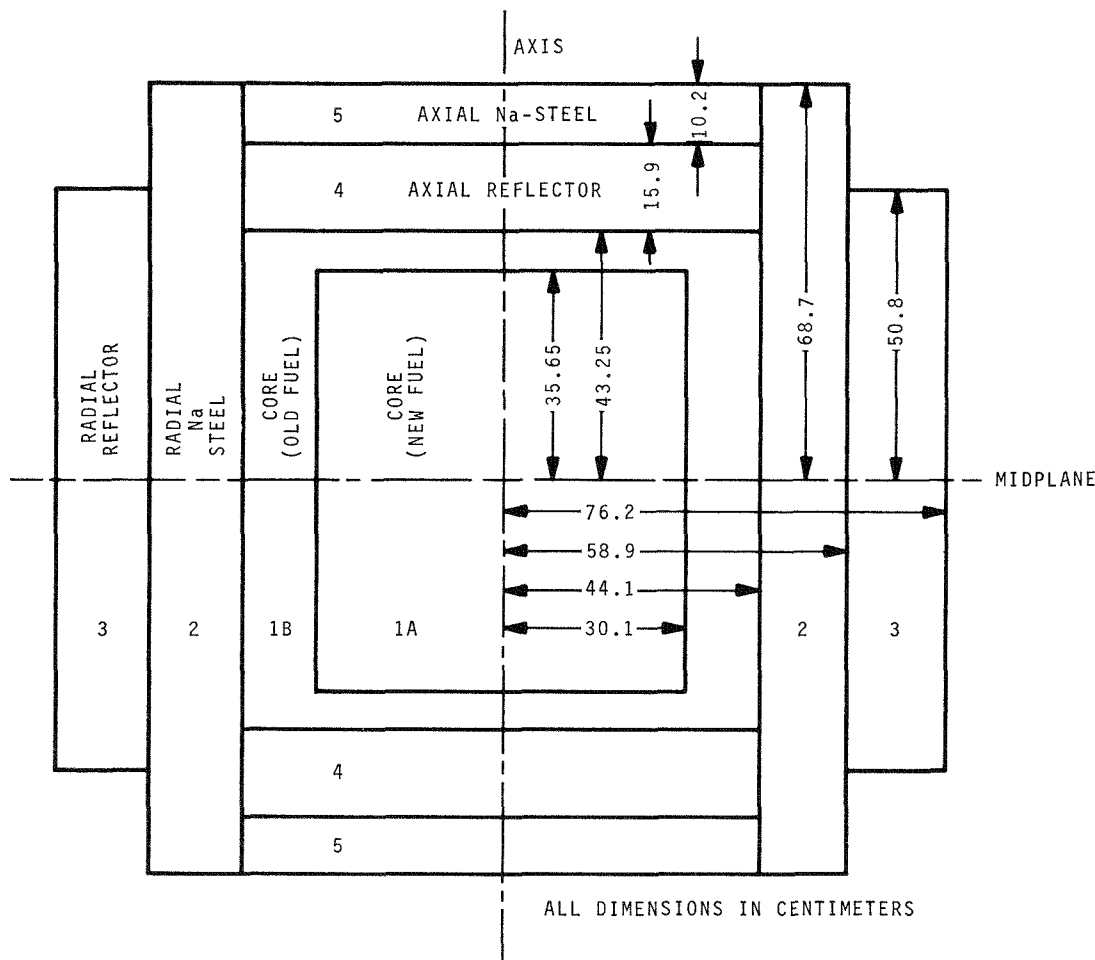 AXIS
5 AXIAL Na-STEEL
10.2
4 AXIAL REFLECTOR
15.9
RADIAL
REFLECTOR
RADIAL
Na
STEEL
CORE
(OLD FUEL)
CORE
(NEW FUEL)
35.65
43.25
68.7
50.8
MIDPLANE
76.2
58.9
44.1
30.1
3 2 1B 1A 2 3
4
5
ALL DIMENSIONS IN CENTIMETERS